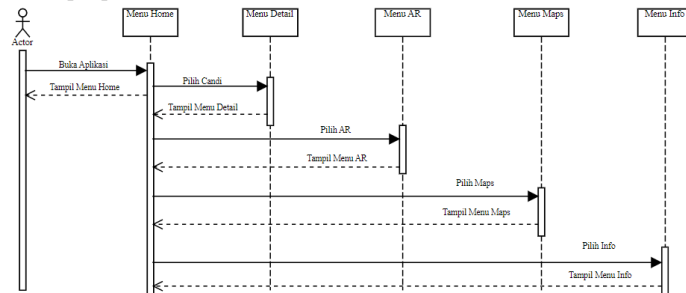 Menu Home
Menu Detail
Menu AR
Menu Maps
Menu Info
Actor
Buka Aplikasi
Tampil Menu Home
Pilih Candi
Tampil Menu Detail
Pilih AR
Tampil Menu AR
Pilih Maps
Tampil Menu Maps
Pilih Info
Tampil Menu Info